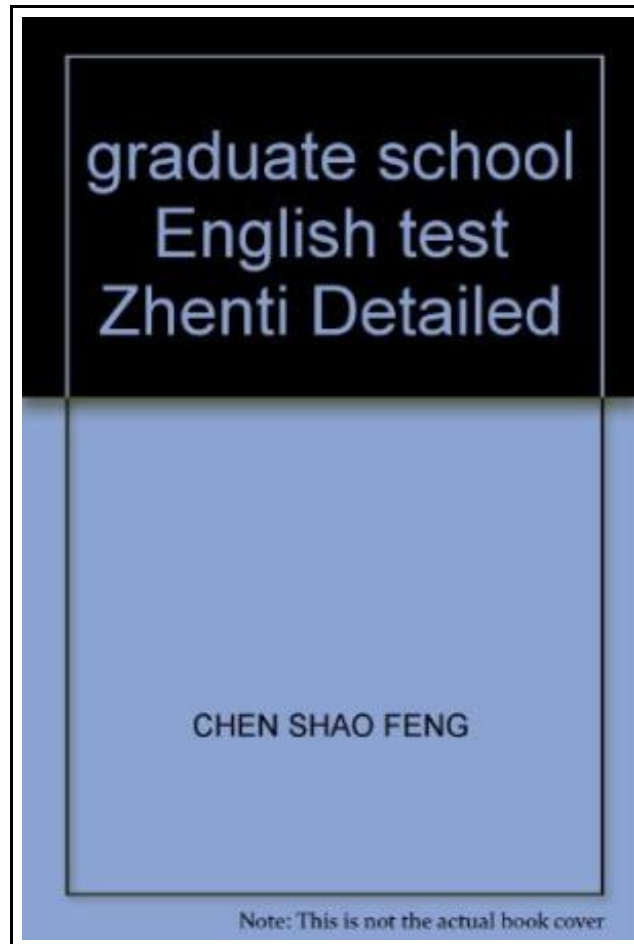 graduate school
English test
Zhenti Detailed
CHEN SHAO FENG
Note: This is not the actual book cover